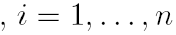 , i = 1, . . . , n